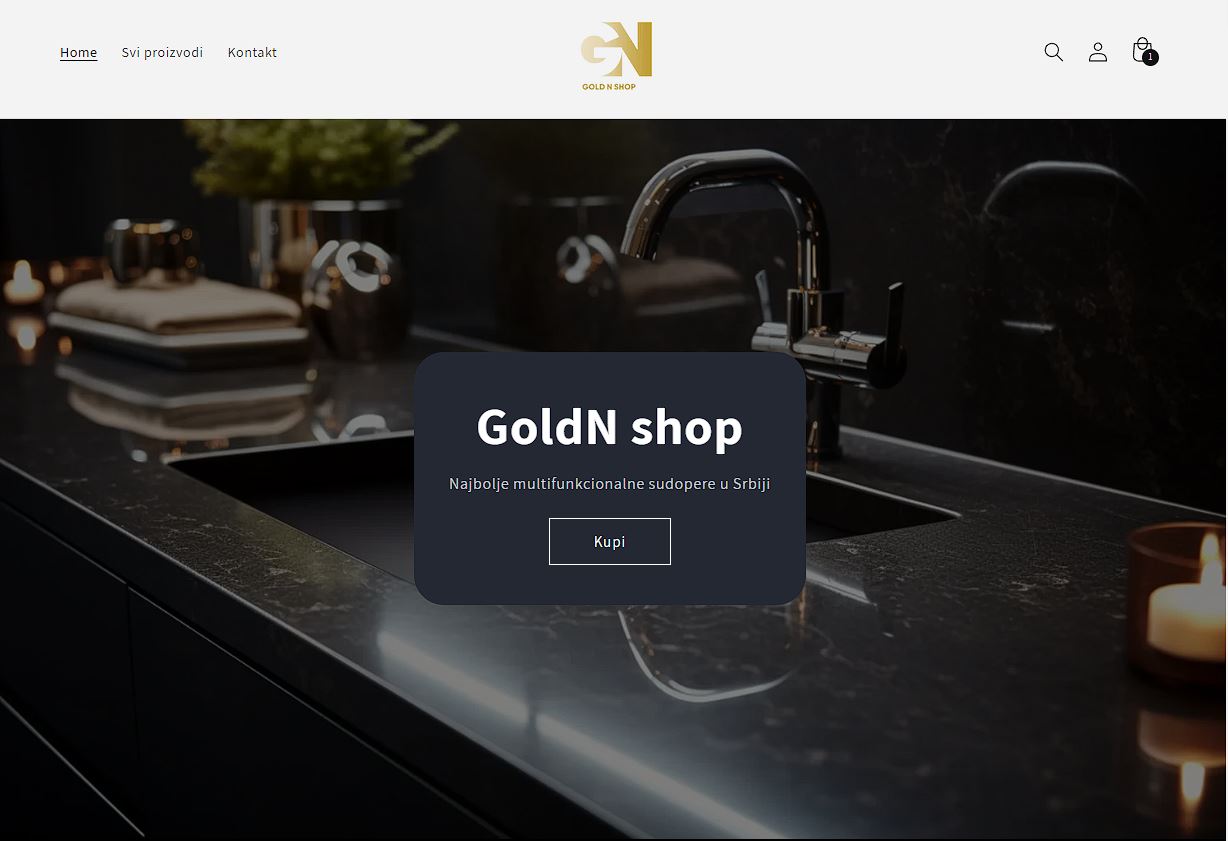 Home
Svi proizvodi
Kontakt
GN
GOLD N SHOP
1
GoldN shop
Najbolje multifunkcionalne sudopere u Srbiji
Kupi